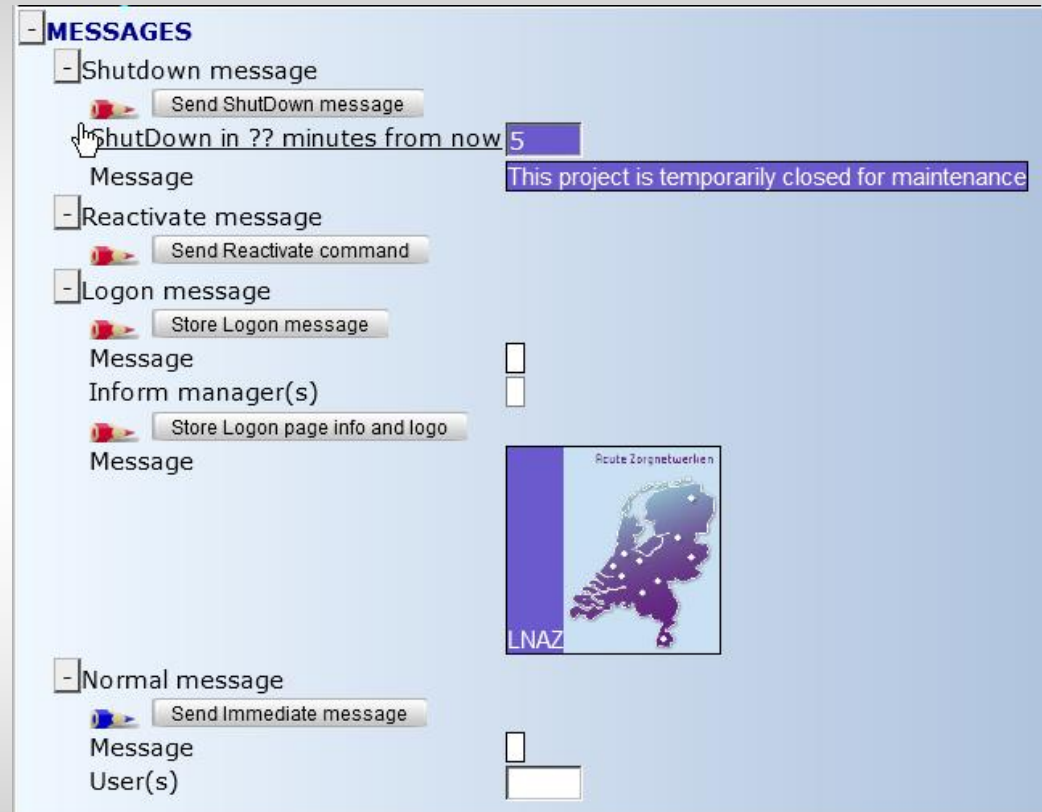 - MESSAGES
- Shutdown message
Send ShutDown message
ShutDown in ?? minutes from now 5
Message This project is temporarily closed for maintenance
- Reactivate message
Send Reactivate command
- Logon message
Store Logon message
Message
Inform manager(s)
Store Logon page info and logo
Message
Acute Zorgnetwerken
LNAZ
- Normal message
Send Immediate message
Message
User(s)